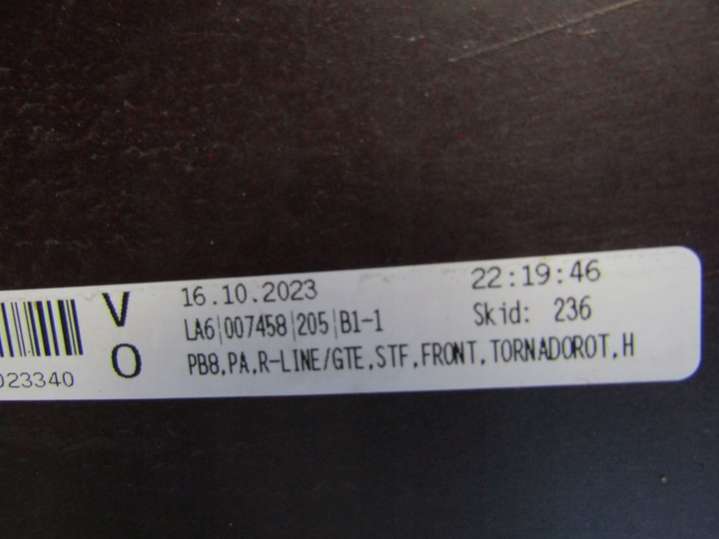 V
O
16.10.2023 22:19:46
LA6|007458|205|B1-1 Skid: 236
PB8,PA,R-LINE/GTE,STF,FRONT,TORNADOROT,H
023340